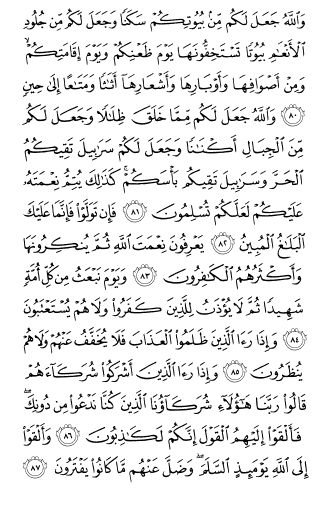 وَٱللَّهُ جَعَلَ لَكُم مِّنۢ بُيُوتِكُمْ سَكَنًا وَجَعَلَ لَكُم مِّن جُلُودِ
ٱلْأَنْعَٰمِ بُيُوتًا تَسْتَخِفُّونَهَا يَوْمَ ظَعْنِكُمْ وَيَوْمَ إِقَامَتِكُمْ ۙ
وَمِنْ أَصْوَافِهَا وَأَوْبَارِهَا وَأَشْعَارِهَآ أَثَٰثًا وَمَتَٰعًا إِلَىٰ حِينٍ
٨٠ وَٱللَّهُ جَعَلَ لَكُم مِّمَّا خَلَقَ ظِلَٰلًا وَجَعَلَ لَكُم
مِّنَ ٱلْجِبَالِ أَكْنَٰنًا وَجَعَلَ لَكُمْ سَرَٰبِيلَ تَقِيكُمُ
ٱلْحَرَّ وَسَرَٰبِيلَ تَقِيكُم بَأْسَكُمْ ۚ كَذَٰلِكَ يُتِمُّ نِعْمَتَهُۥ
عَلَيْكُمْ لَعَلَّكُمْ تُسْلِمُونَ ٨١ فَإِن تَوَلَّوْا۟ فَإِنَّمَا عَلَيْكَ
ٱلْبَلَٰغُ ٱلْمُبِينُ ٨٢ يَعْرِفُونَ نِعْمَتَ ٱللَّهِ ثُمَّ يُنكِرُونَهَا
وَأَكْثَرُهُمُ ٱلْكَٰفِرُونَ ٨٣ وَيَوْمَ نَبْعَثُ مِن كُلِّ أُمَّةٍ
شَهِيدًا ثُمَّ لَا يُؤْذَنُ لِلَّذِينَ كَفَرُوا۟ وَلَا هُمْ يُسْتَعْتَبُونَ
٨٤ وَإِذَا رَءَا ٱلَّذِينَ ظَلَمُوا۟ ٱلْعَذَابَ فَلَا يُخَفَّفُ عَنْهُمْ وَلَا هُمْ
يُنظَرُونَ ٨٥ وَإِذَا رَءَا ٱلَّذِينَ أَشْرَكُوا۟ شُرَكَآءَهُمْ
قَالُوا۟ رَبَّنَا هَٰٓؤُلَآءِ شُرَكَآؤُنَا ٱلَّذِينَ كُنَّا نَدْعُوا۟ مِن دُونِكَ ۖ
فَأَلْقَوْا۟ إِلَيْهِمُ ٱلْقَوْلَ إِنَّكُمْ لَكَٰذِبُونَ ٨٦ وَأَلْقَوْا۟
إِلَى ٱللَّهِ يَوْمَئِذٍ ٱلسَّلَمَ ۖ وَضَلَّ عَنْهُم مَّا كَانُوا۟ يَفْتَرُونَ ٨٧